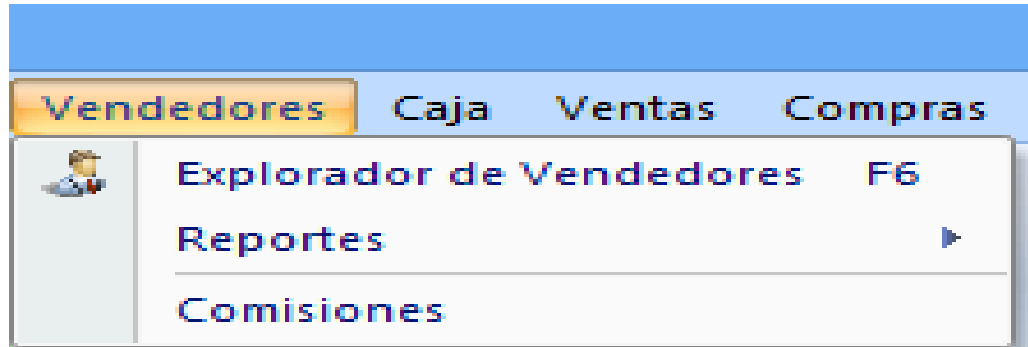 Vendedores Caja Ventas Compras
Explorador de Vendedores F6
Reportes
Comisiones